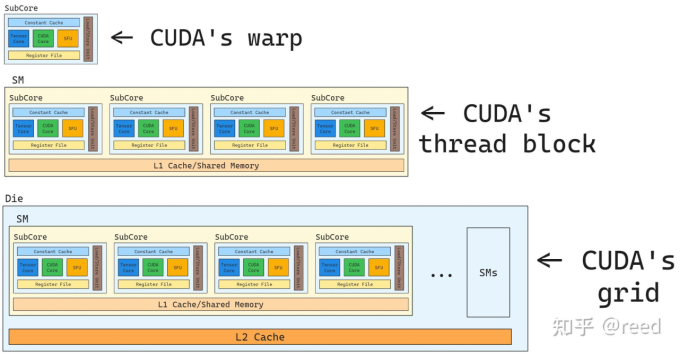 SubCore
Constant Cache
Tensor Core
CUDA Core
SFU
Load/Store Unit
Register File
← CUDA's warp
SM
SubCore
SubCore
SubCore
SubCore
Constant Cache
Constant Cache
Constant Cache
Constant Cache
Tensor Core
CUDA Core
SFU
Load/Store Unit
Tensor Core
CUDA Core
SFU
Load/Store Unit
Tensor Core
CUDA Core
SFU
Load/Store Unit
Tensor Core
CUDA Core
SFU
Load/Store Unit
Register File
Register File
Register File
Register File
L1 Cache/Shared Memory
← CUDA's
thread block
Die
SM
SubCore
SubCore
SubCore
SubCore
Constant Cache
Constant Cache
Constant Cache
Constant Cache
Tensor Core
CUDA Core
SFU
Load/Store Unit
Tensor Core
CUDA Core
SFU
Load/Store Unit
Tensor Core
CUDA Core
SFU
Load/Store Unit
Tensor Core
CUDA Core
SFU
Load/Store Unit
Register File
Register File
Register File
Register File
L1 Cache/Shared Memory
...
SMs
L2 Cache
← CUDA's
grid
知乎 @reed